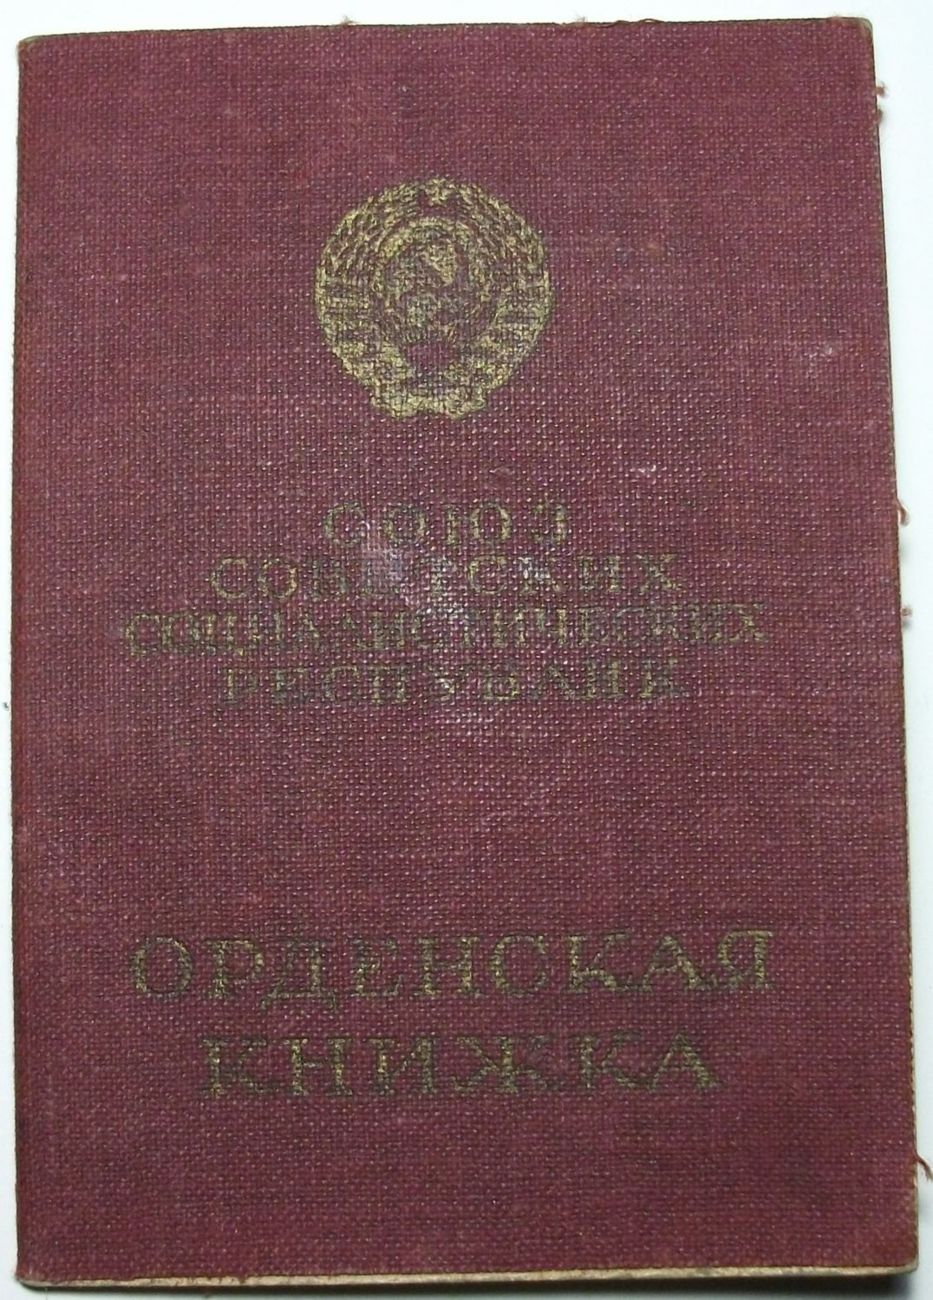 СОЮЗ
СОВЕТСКИХ
СОЦИАЛИСТИЧЕСКИХ
РЕСПУБЛИК
ОРДЕНСКАЯ
КНИЖКА